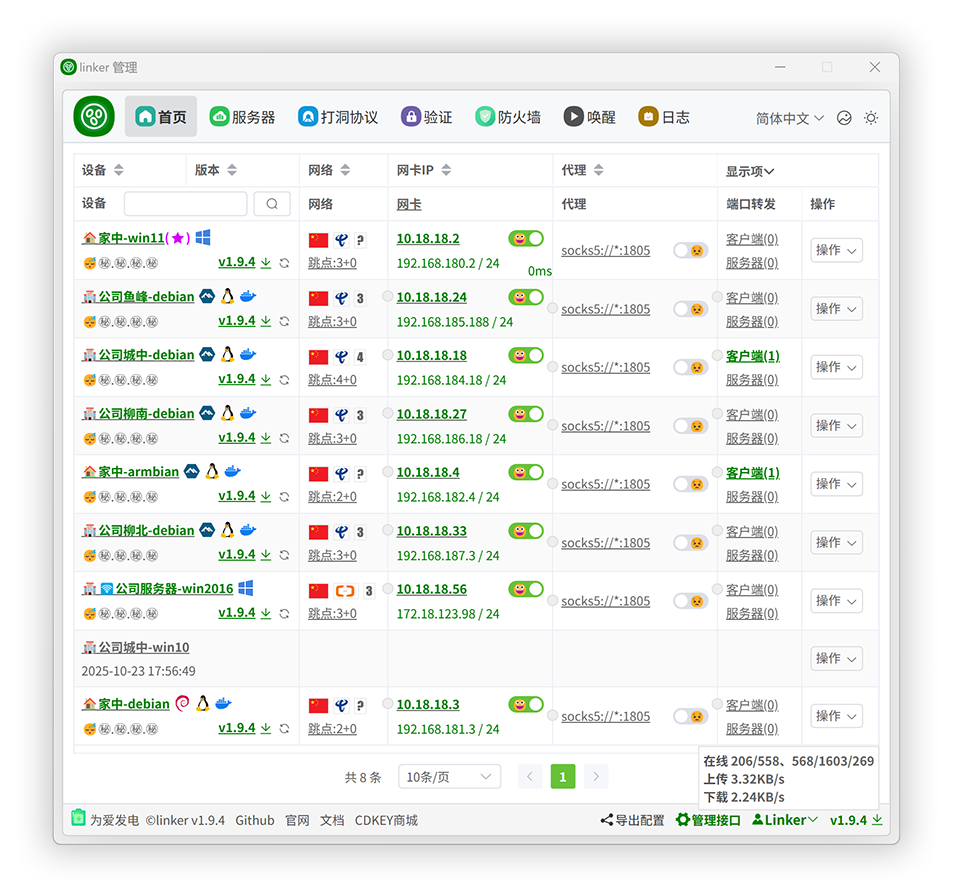 linker 管理
首页 服务器 打洞协议 验证 防火墙 唤醒 日志 简体中文
设备 版本 网络 网卡IP 代理 显示项
设备 网络 网卡 代理 端口转发 操作
家中-win11(★) ? 10.18.18.2 socks5://*:1805 客户端(0) 操作
㊙.㊙.㊙.㊙ v1.9.4 跳点:3+0 192.168.180.2 / 24 0ms 服务器(0)
公司鱼峰-debian 3 10.18.18.24 socks5://*:1805 客户端(0) 操作
㊙.㊙.㊙.㊙ v1.9.4 跳点:3+0 192.168.185.188 / 24 服务器(0)
公司城中-debian 4 10.18.18.18 socks5://*:1805 客户端(1) 操作
㊙.㊙.㊙.㊙ v1.9.4 跳点:4+0 192.168.184.18 / 24 服务器(0)
公司柳南-debian 3 10.18.18.27 socks5://*:1805 客户端(0) 操作
㊙.㊙.㊙.㊙ v1.9.4 跳点:3+0 192.168.186.18 / 24 服务器(0)
家中-armbian ? 10.18.18.4 socks5://*:1805 客户端(1) 操作
㊙.㊙.㊙.㊙ v1.9.4 跳点:2+0 192.168.182.4 / 24 服务器(0)
公司柳北-debian 3 10.18.18.33 socks5://*:1805 客户端(0) 操作
㊙.㊙.㊙.㊙ v1.9.4 跳点:3+0 192.168.187.3 / 24 服务器(0)
公司服务器-win2016 3 10.18.18.56 socks5://*:1805 客户端(0) 操作
㊙.㊙.㊙.㊙ v1.9.4 跳点:3+0 172.18.123.98 / 24 服务器(0)
公司城中-win10 操作
2025-10-23 17:56:49
家中-debian ? 10.18.18.3 socks5://*:1805 客户端(0) 操作
㊙.㊙.㊙.㊙ v1.9.4 跳点:2+0 192.168.181.3 / 24 服务器(0)
共 8 条 10条/页 1
在线 206/558、568/1603/269
上传 3.32KB/s
下载 2.24KB/s
为爱发电 ©linker v1.9.4 Github 官网 文档 CDKEY商城 导出配置 管理接口 Linker v1.9.4